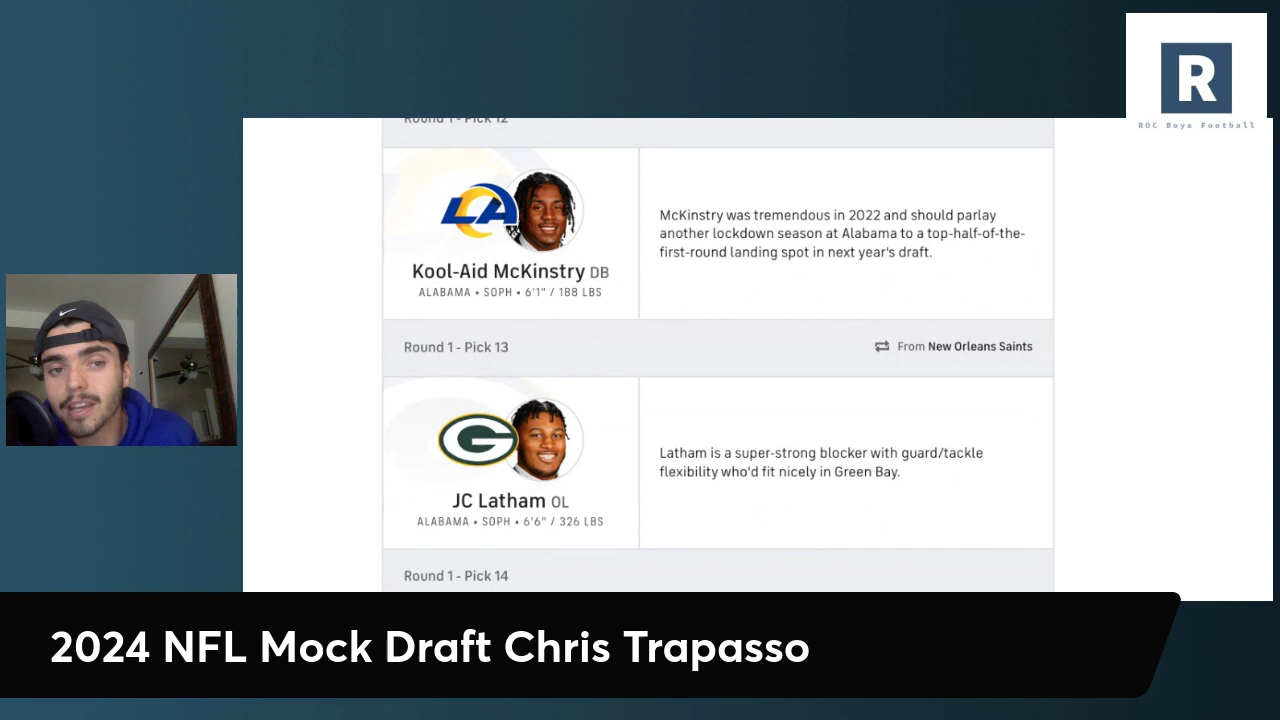 R
ROC Boys Football
Round 1 - Pick 12
LA
Kool-Aid McKinstry DB
ALABAMA • SOPH • 6'1" / 188 LBS
McKinstry was tremendous in 2022 and should parlay
another lockdown season at Alabama to a top-half-of-the-
first-round landing spot in next year's draft.
Round 1 - Pick 13
From New Orleans Saints
G
JC Latham OL
ALABAMA • SOPH • 6'6" / 326 LBS
Latham is a super-strong blocker with guard/tackle
flexibility who'd fit nicely in Green Bay.
Round 1 - Pick 14
2024 NFL Mock Draft Chris Trapasso